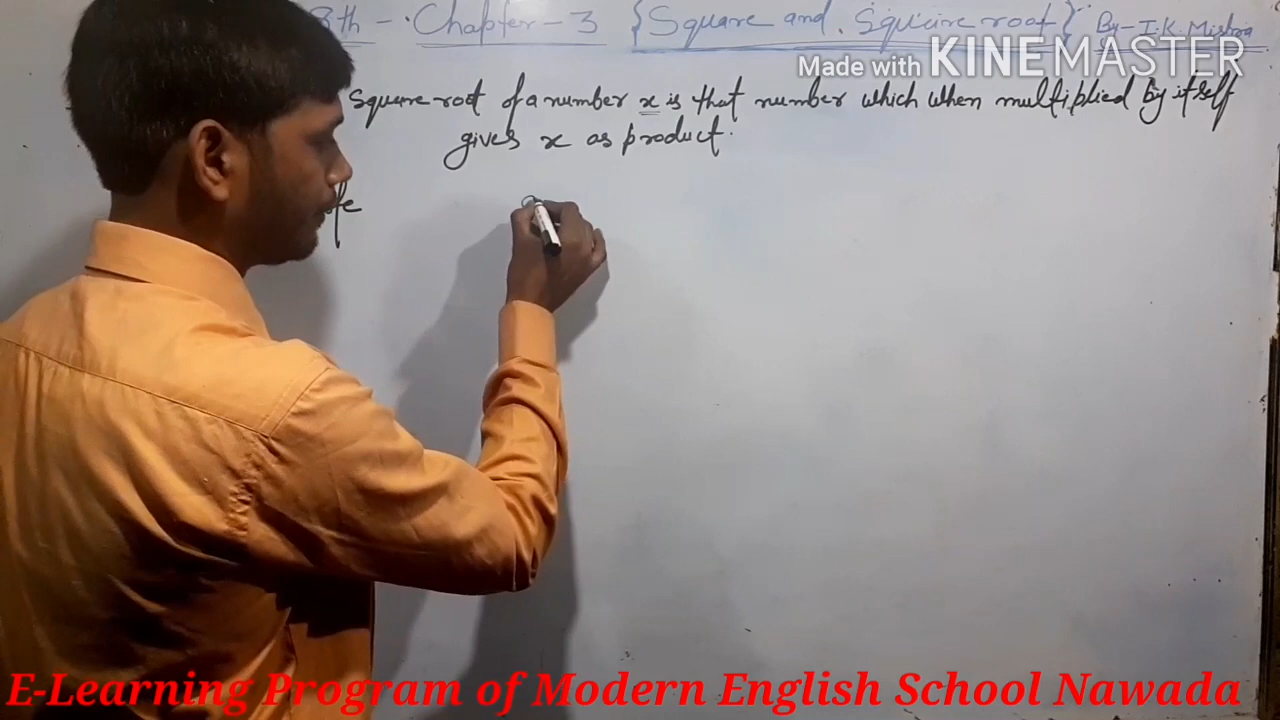 8th - Chapter - 3 {Square and Square root} By - I.K. Mishra
Made with KINEMASTER
Square root of a number x is that number which when multiplied by itself
gives x as product.
E-Learning Program of Modern English School Nawada